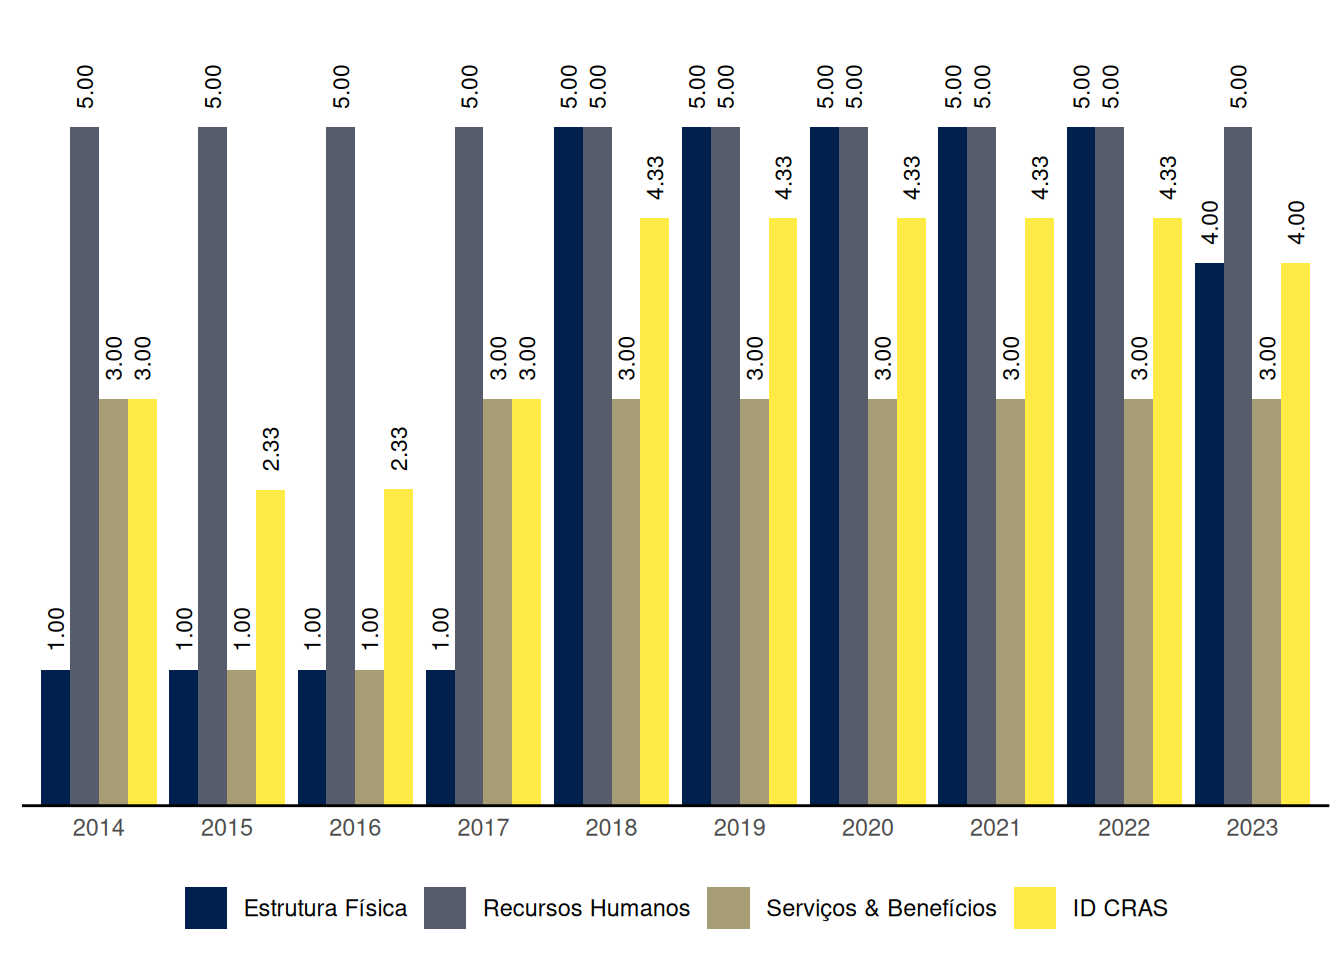 5.00 5.00 5.00 5.00 5.00 5.00 5.00 5.00 5.00 5.00 5.00 5.00 5.00 5.00 5.00
4.33 4.33 4.33 4.33 4.33
4.00 4.00
3.00 3.00 3.00 3.00 3.00 3.00 3.00 3.00 3.00 3.00
2.33 2.33
1.00 1.00 1.00 1.00 1.00 1.00
2014 2015 2016 2017 2018 2019 2020 2021 2022 2023
Estrutura Física Recursos Humanos Serviços & Benefícios ID CRAS